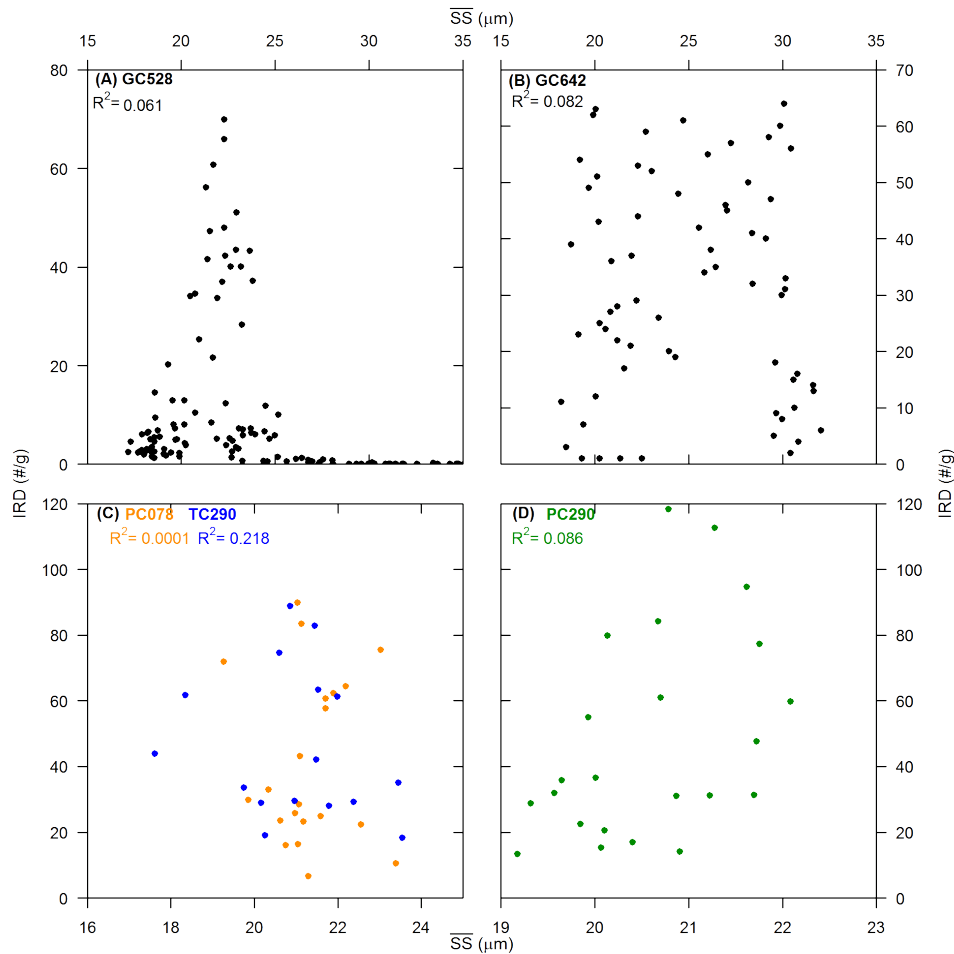 SS (μm)
15 20 25 30 35 15 20 25 30 35
80 (A) GC528 (B) GC642 70
R2= 0.061 R2= 0.082
60 60
50
40 40
30
20 20
10
0 0
IRD (#/g) IRD (#/g)
120 (C) PC078 TC290 (D) PC290 120
R2= 0.0001 R2= 0.218 R2= 0.086
100 100
80 80
60 60
40 40
20 20
0 0
16 18 20 22 24 19 20 21 22 23
SS (μm)